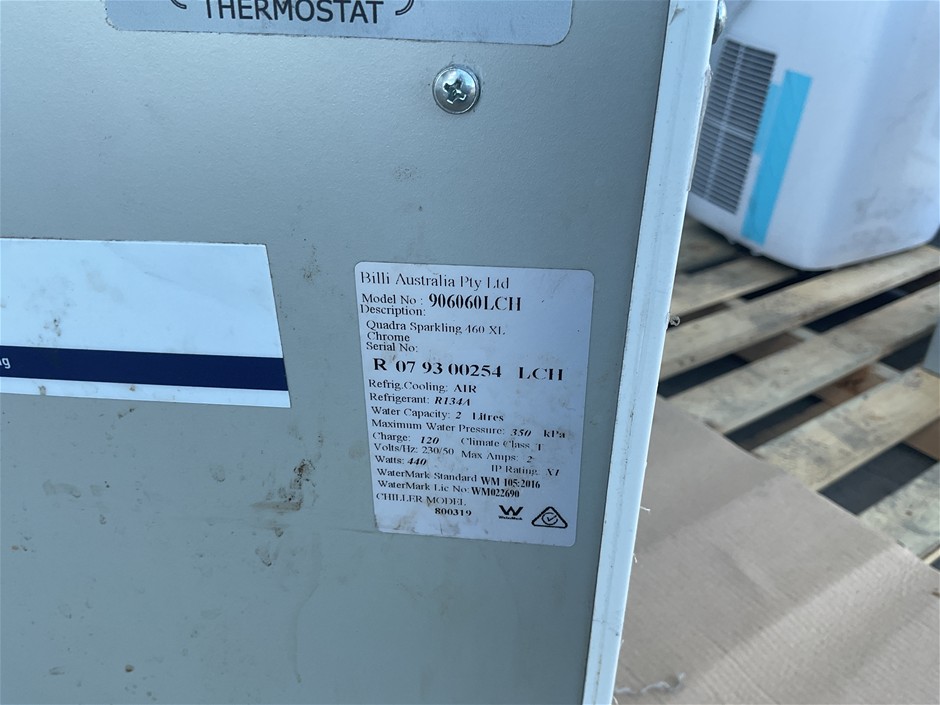 THERMOSTAT
ng
Billi Australia Pty Ltd
Model No : 906060LCH
Description:
Quadra Sparkling 460 XL
Chrome
Serial No:
R 07 93 00254 LCH
Refrig.Cooling: AIR
Refrigerant: R134A
Water Capacity: 2 Litres
Maximum Water Pressure: 350 kPa
Charge: 120 Climate Class T
Volts/Hz: 230/50 Max Amps: 2
Watts: 440 IP Rating. X1
WaterMark Standard WM 105:2016
WaterMark Lic No: WM022690
CHILLER MODEL
800319
WaterMark